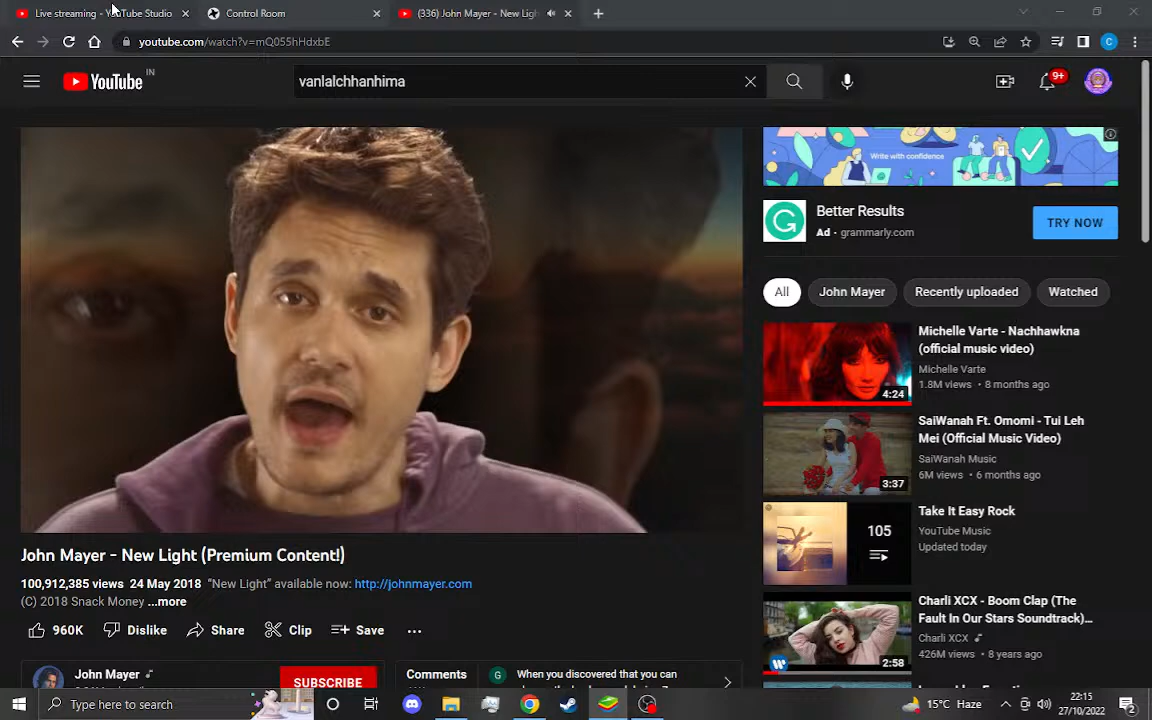 Live streaming - YouTube Studio
Control Room
(336) John Mayer - New Ligh
youtube.com/watch?v=mQ055hHdxbE
YouTube IN
vanlalchhanhima
9+
Write with confidence
Better Results
Ad · grammarly.com
TRY NOW
All
John Mayer
Recently uploaded
Watched
Michelle Varte - Nachhawkna
(official music video)
Michelle Varte
1.8M views · 8 months ago
4:24
SaiWanah Ft. Omomi - Tui Leh
Mei (Official Music Video)
SaiWanah Music
6M views · 6 months ago
3:37
Take It Easy Rock
YouTube Music
Updated today
105
Charli XCX - Boom Clap (The
Fault In Our Stars Soundtrack)…
Charli XCX
426M views · 8 years ago
2:58
John Mayer - New Light (Premium Content!)
100,912,385 views 24 May 2018 "New Light" available now: http://johnmayer.com
(C) 2018 Snack Money ...more
960K
Dislike
Share
Clip
Save
John Mayer
SUBSCRIBE
Comments
G
When you discovered that you can
Type here to search
15°C Haze
22:15
27/10/2022
2